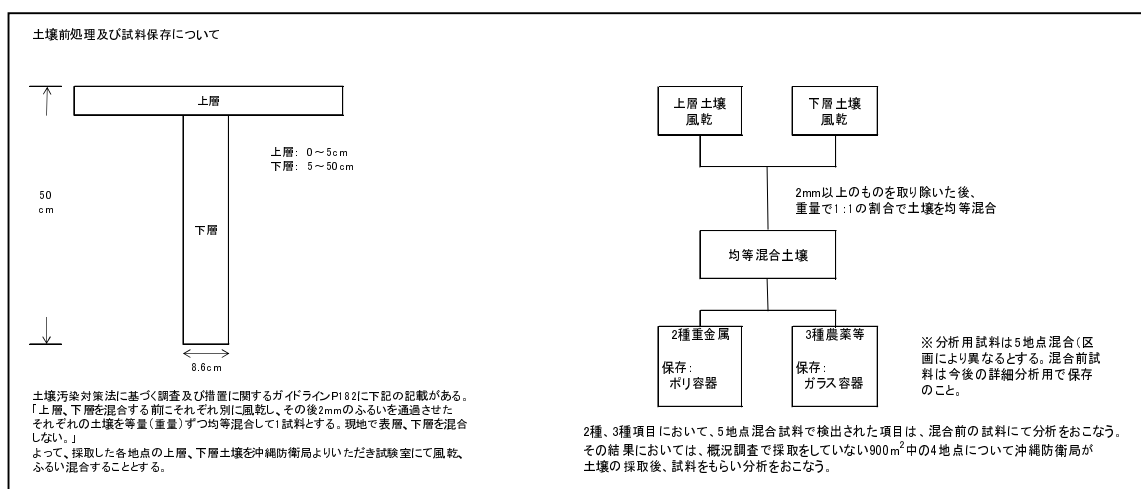 土壌前処理及び試料保存について
上層
上層： 0～5cm
下層： 5～50cm
50
cm
下層
8.6cm
土壌汚染対策法に基づく調査及び措置に関するガイドラインP182に下記の記載がある。
「上層、下層を混合する前にそれぞれ別に風乾し、その後2mmのふるいを通過させた
それぞれの土壌を等量(重量)ずつ均等混合して1試料とする。現地で表層、下層を混合
しない。」
よって、採取した各地点の上層、下層土壌を沖縄防衛局よりいただき試験室にて風乾、
ふるい混合することとする。
上層土壌
風乾
下層土壌
風乾
2mm以上のものを取り除いた後、
重量で1：1の割合で土壌を均等混合
均等混合土壌
2種重金属
保存：
ポリ容器
3種農薬等
保存：
ガラス容器
※分析用試料は5地点混合(区
画により異なるとする。混合前試
料は今後の詳細分析用で保存
のこと。
2種、3種項目において、5地点混合試料で検出された項目は、混合前の試料にて分析をおこなう。
その結果においては、概況調査で採取をしていない900m²中の4地点について沖縄防衛局が
土壌の採取後、試料をもらい分析をおこなう。